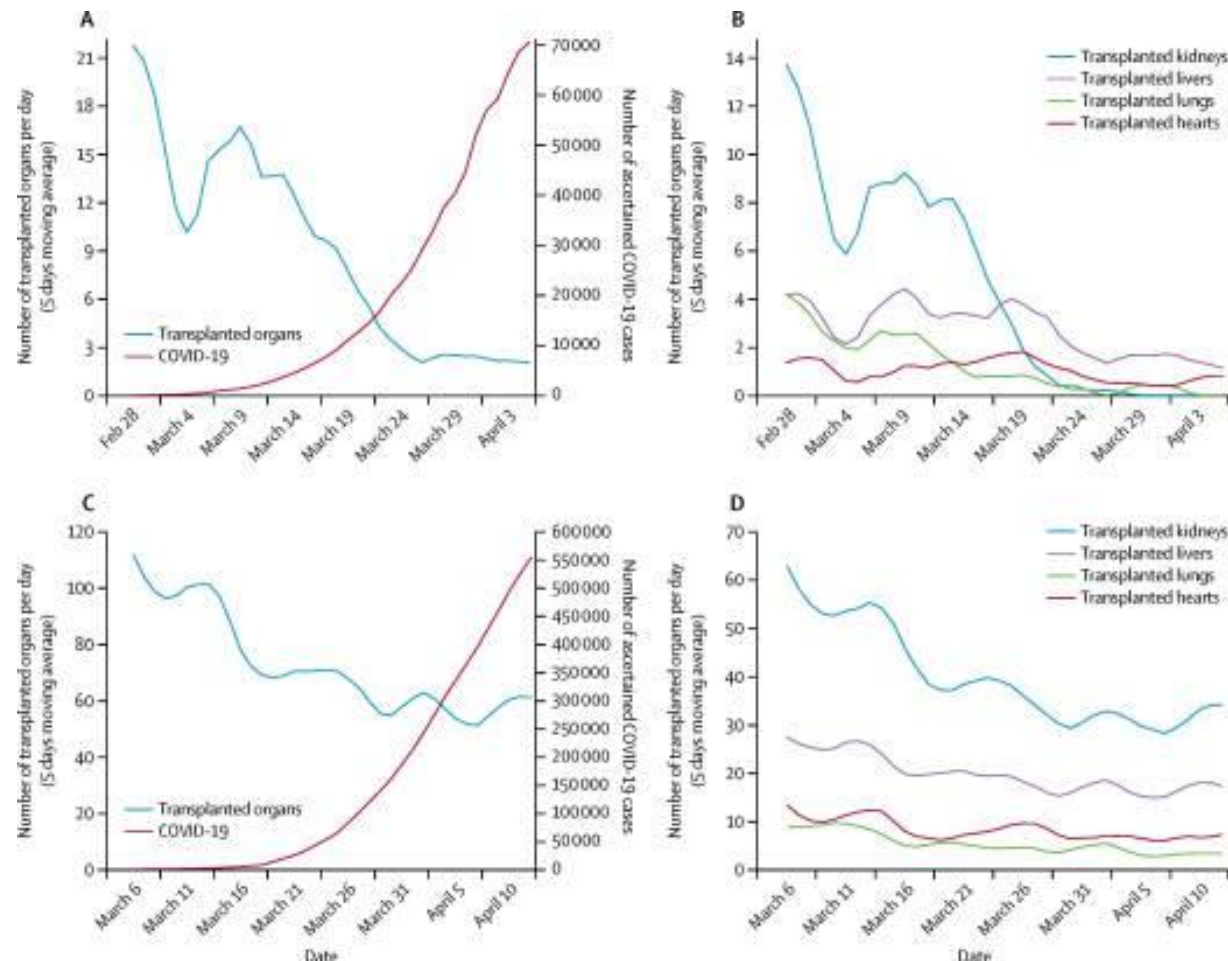 A
Number of transplanted organs per day
(5 days moving average)
21
18
15
12
9
6
3
0
70000
60000
50000
40000
30000
20000
10000
0
Number of ascertained COVID-19 cases
Transplanted organs
COVID-19
Feb 28
March 4
March 9
March 14
March 19
March 24
March 29
April 3
B
Number of transplanted organs per day
(5 days moving average)
14
12
10
8
6
4
2
0
Transplanted kidneys
Transplanted livers
Transplanted lungs
Transplanted hearts
Feb 28
March 4
March 9
March 14
March 19
March 24
March 29
April 3
C
Number of transplanted organs per day
(5 days moving average)
120
100
80
60
40
20
0
600000
550000
500000
450000
400000
350000
300000
250000
200000
150000
100000
50000
0
Number of ascertained COVID-19 cases
Transplanted organs
COVID-19
March 6
March 11
March 16
March 21
March 26
March 31
April 5
April 10
Date
D
Number of transplanted organs per day
(5 days moving average)
70
60
50
40
30
20
10
0
Transplanted kidneys
Transplanted livers
Transplanted lungs
Transplanted hearts
March 6
March 11
March 16
March 21
March 26
March 31
April 5
April 10
Date